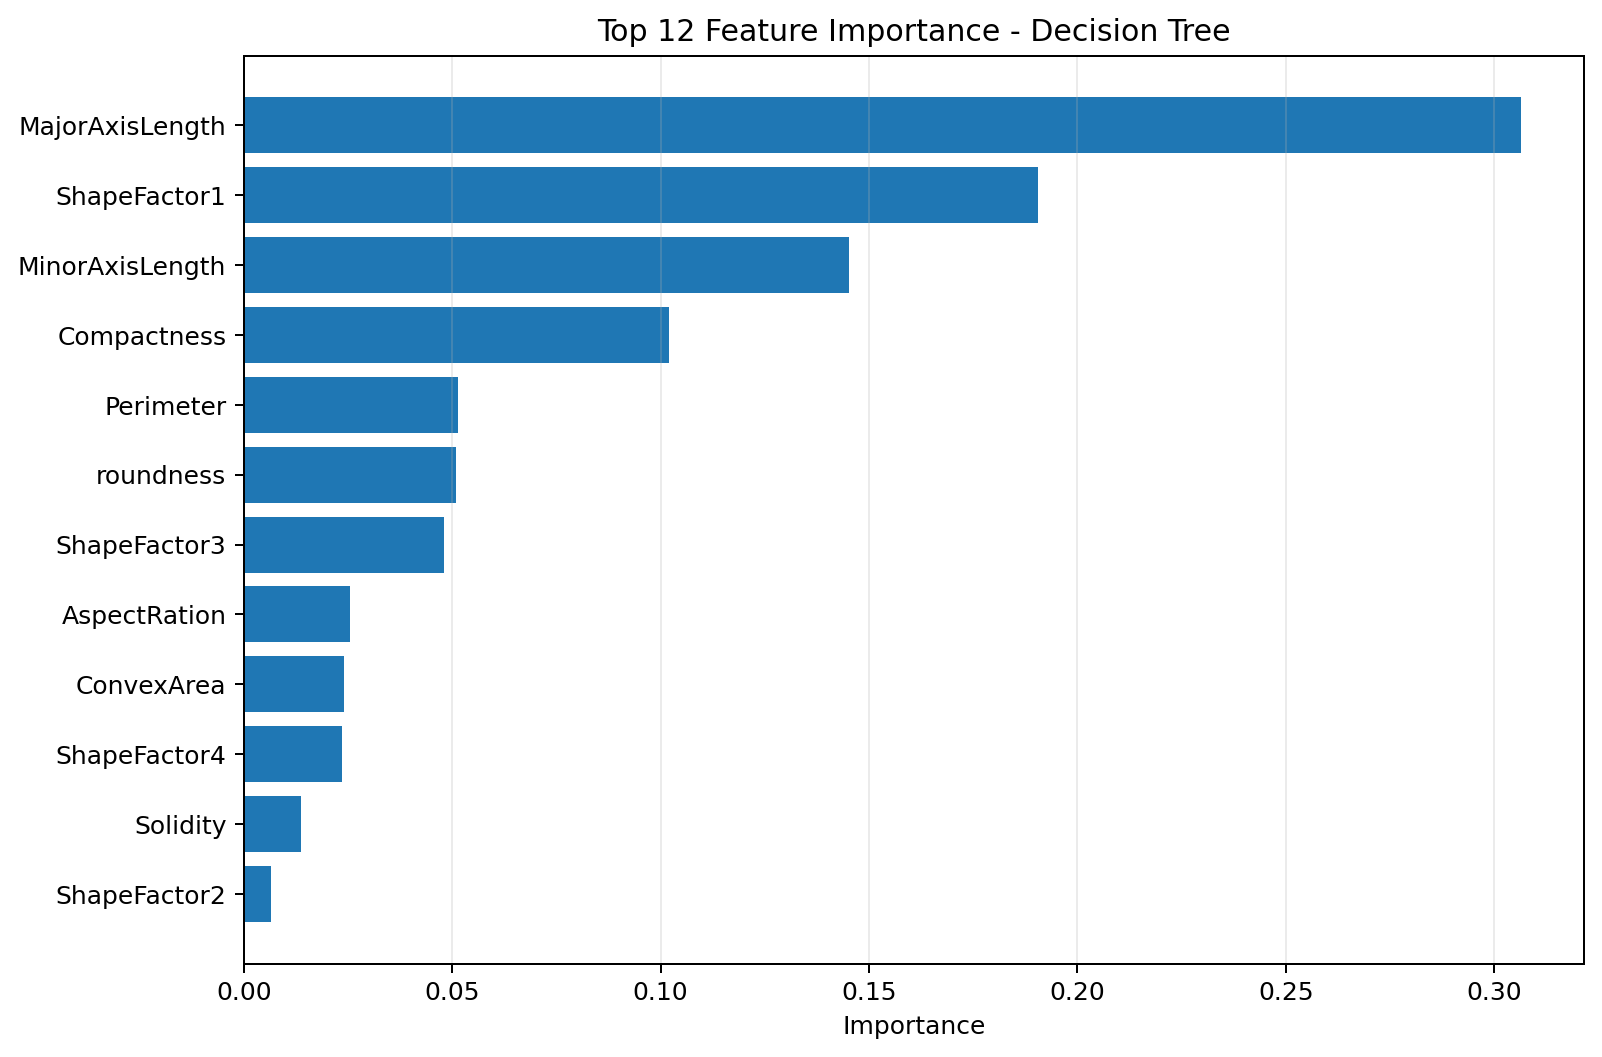 Top 12 Feature Importance - Decision Tree
MajorAxisLength
ShapeFactor1
MinorAxisLength
Compactness
Perimeter
roundness
ShapeFactor3
AspectRation
ConvexArea
ShapeFactor4
Solidity
ShapeFactor2
0.00 0.05 0.10 0.15 0.20 0.25 0.30
Importance